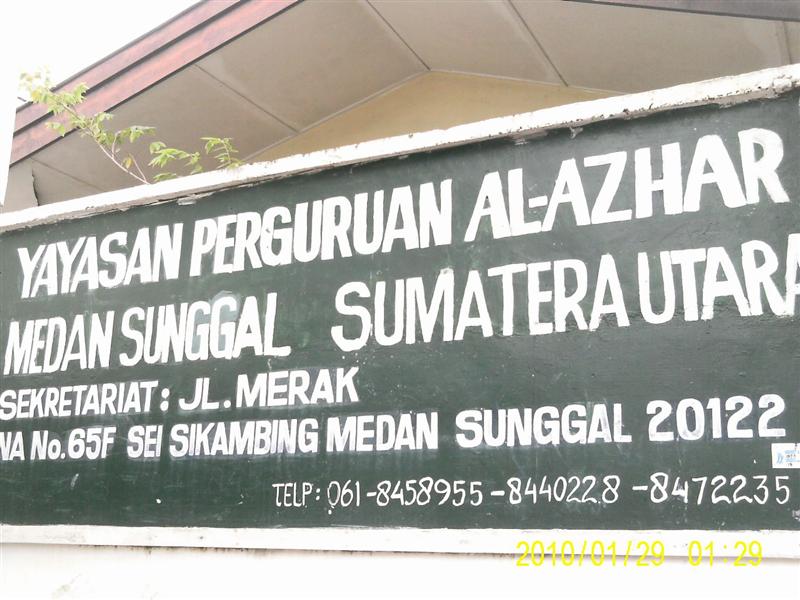 YAYASAN PERGURUAN AL-AZHAR
MEDAN SUNGGAL SUMATERA UTARA
SEKRETARIAT : JL. MERAK
NA No. 65F SEI SIKAMBING MEDAN SUNGGAL 20122
TELP : 061-8458955-8440228-8472235
2010/01/29 01:29